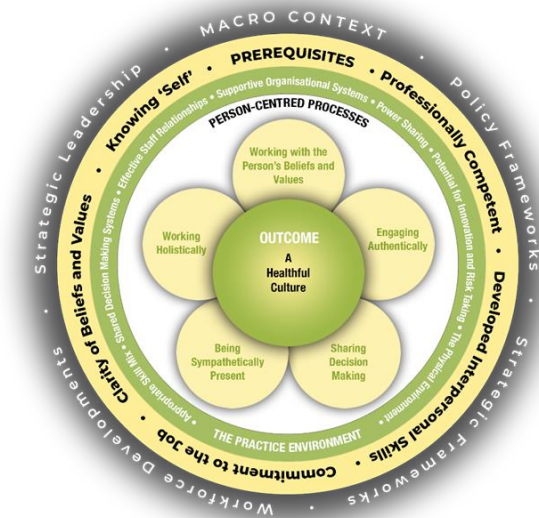 MACRO CONTEXT • Policy Frameworks • Strategic Frameworks • Workforce Developments • Strategic Leadership •
PREREQUISITES • Professionally Competent • Developed Interpersonal Skills • Commitment to the Job • Clarity of Beliefs and Values • Knowing ‘Self’ •
THE PRACTICE ENVIRONMENT • Appropriate Skill Mix • Shared Decision Making Systems • Effective Staff Relationships • Supportive Organisational Systems • Power Sharing • Potential for Innovation and Risk Taking • The Physical Environment •
PERSON-CENTRED PROCESSES
Working with the
Person's Beliefs and
Values
Engaging
Authentically
Sharing
Decision
Making
Being
Sympathetically
Present
Working
Holistically
OUTCOME
A
Healthful
Culture